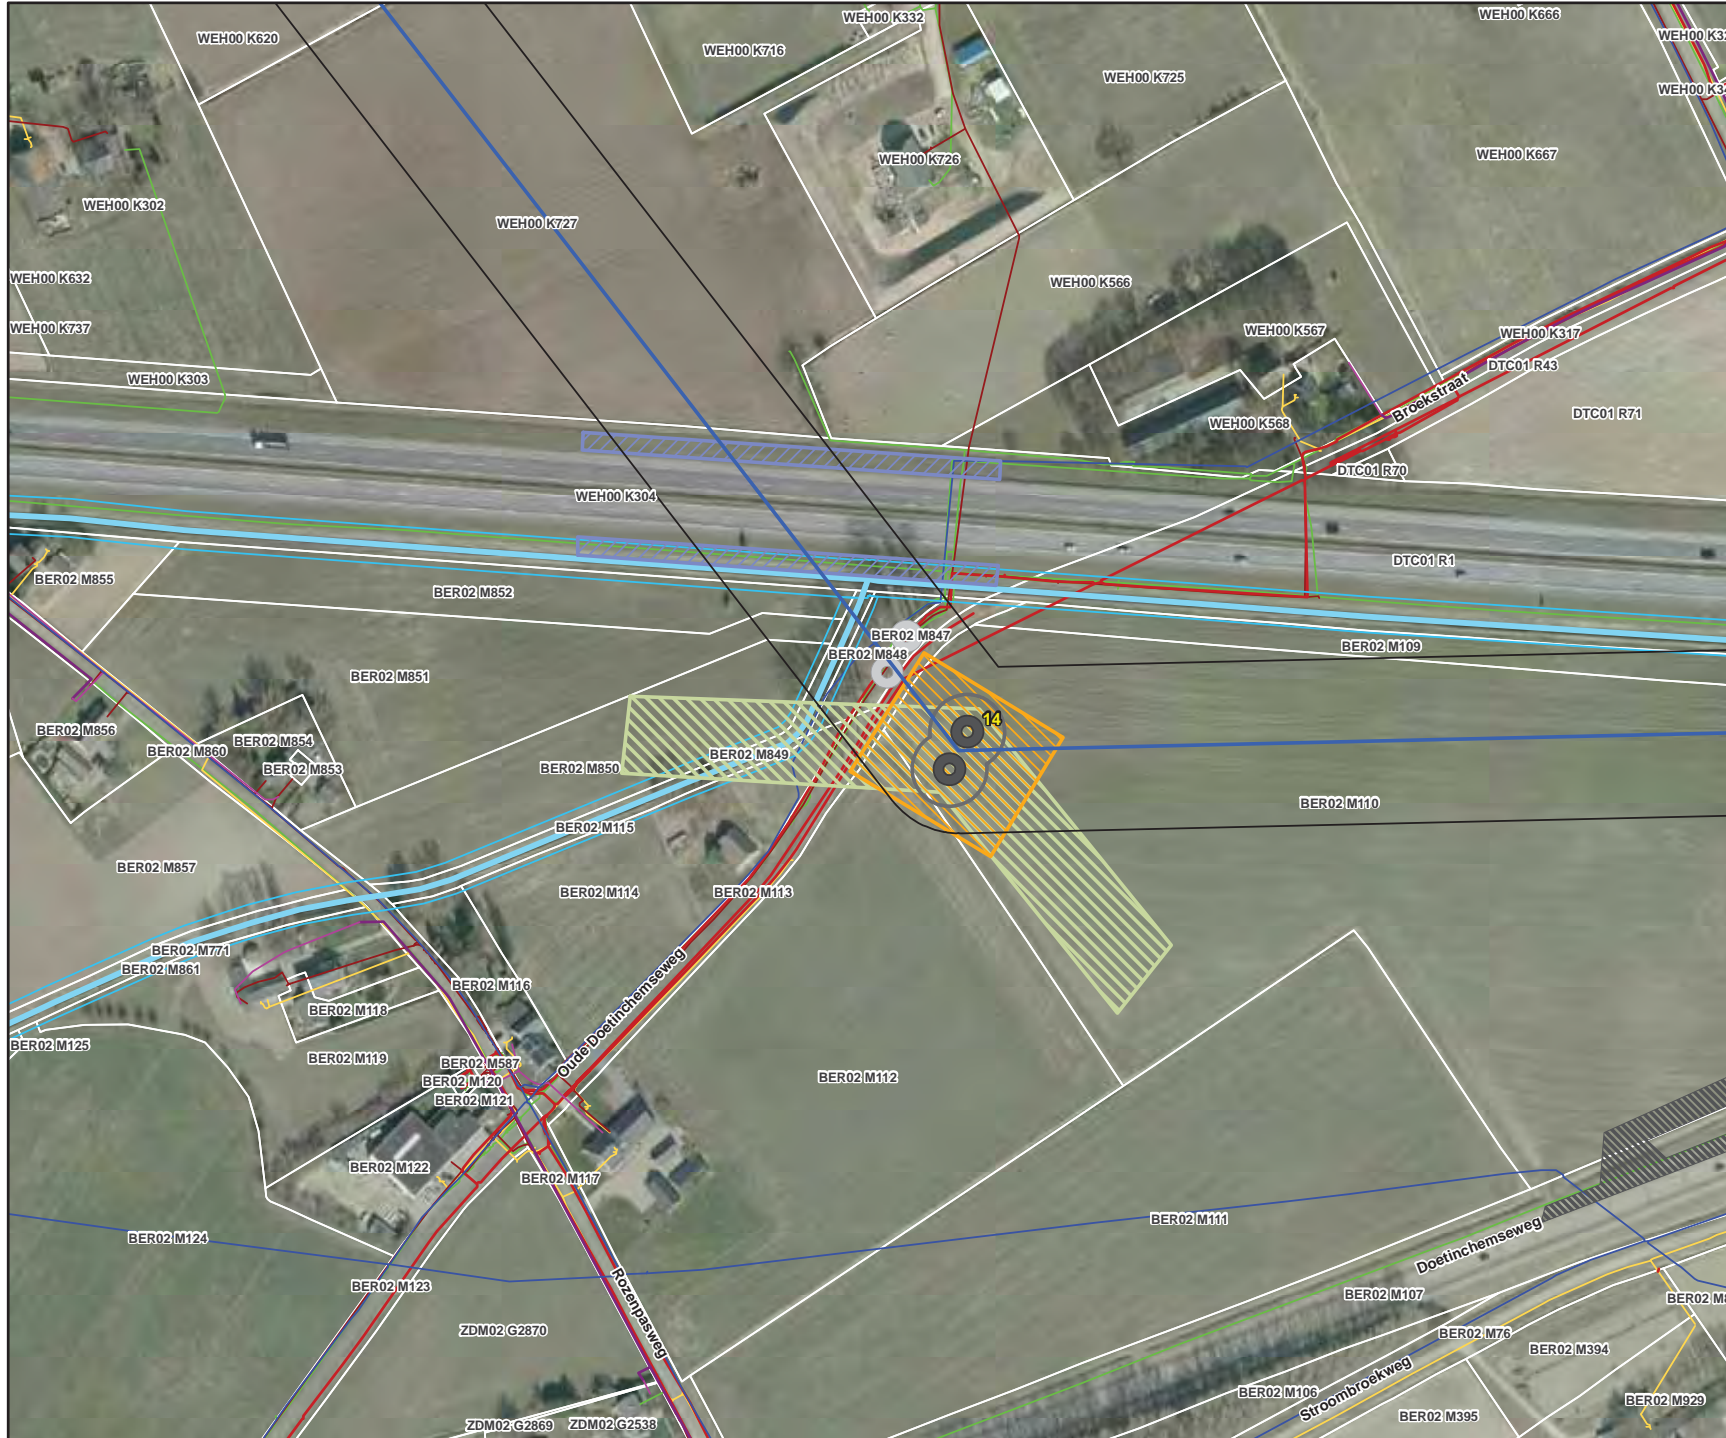 WEH00 K332
WEH00 K666
WEH00 K620
WEH00 K716
WEH00 K725
WEH00 K667
WEH00 K726
WEH00 K302
WEH00 K727
WEH00 K632
WEH00 K566
WEH00 K737
WEH00 K567
WEH00 K317
WEH00 K303
DTC01 R43
Broekstraat
DTC01 R71
WEH00 K568
DTC01 R70
WEH00 K304
DTC01 R1
BER02 M855
BER02 M852
BER02 M847
BER02 M109
BER02 M848
BER02 M851
14
BER02 M856
BER02 M860
BER02 M854
BER02 M849
BER02 M853
BER02 M850
BER02 M110
BER02 M115
BER02 M857
BER02 M114
BER02 M113
BER02 M771
BER02 M861
BER02 M116
Oude Doetinchemseweg
BER02 M118
BER02 M125
BER02 M119
BER02 M587
BER02 M120
BER02 M112
BER02 M121
BER02 M122
BER02 M117
BER02 M111
BER02 M124
Doetinchemseweg
BER02 M123
BER02 M107
Rozenpasweg
ZDM02 G2870
BER02 M76
BER02 M394
Stroombroekweg
BER02 M106
BER02 M929
BER02 M395
ZDM02 G2869
ZDM02 G2538